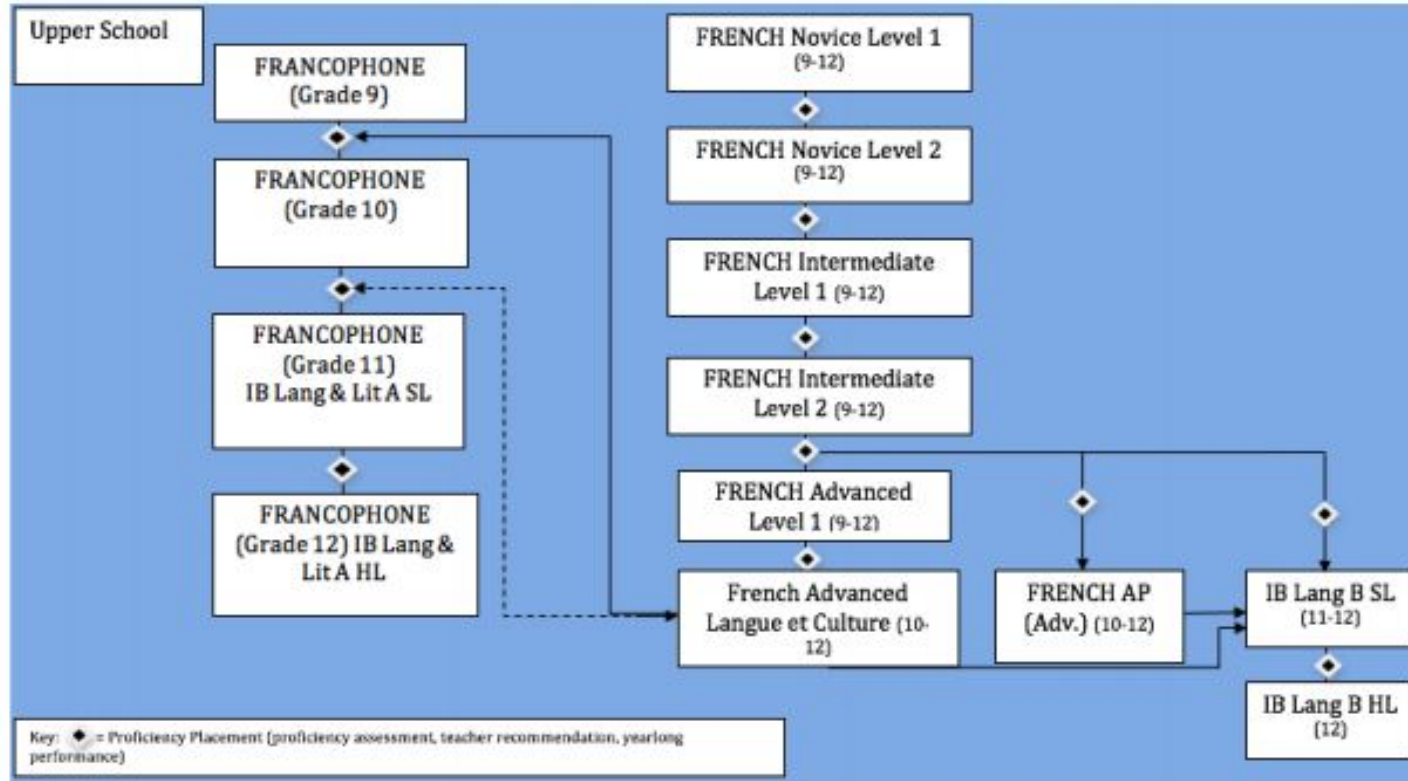 Upper School
FRANCOPHONE
(Grade 9)
FRANCOPHONE
(Grade 10)
FRANCOPHONE
(Grade 11)
IB Lang & Lit A SL
FRANCOPHONE
(Grade 12) IB Lang &
Lit A HL
FRENCH Novice Level 1
(9-12)
FRENCH Novice Level 2
(9-12)
FRENCH Intermediate
Level 1 (9-12)
FRENCH Intermediate
Level 2 (9-12)
FRENCH Advanced
Level 1 (9-12)
French Advanced
Langue et Culture (10-
12)
FRENCH AP
(Adv.) (10-12)
IB Lang B SL
(11-12)
IB Lang B HL
(12)
Key: = Proficiency Placement (proficiency assessment, teacher recommendation, yearlong
performance)